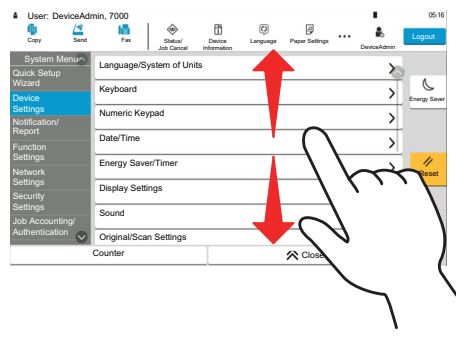 User: DeviceAdmin, 7000
05:16
Copy
Send
Fax
Status/
Job Cancel
Device
Information
Language
Paper Settings
DeviceAdmin
Logout
System Menu
Quick Setup
Wizard
Device
Settings
Notification/
Report
Function
Settings
Network
Settings
Security
Settings
Job Accounting/
Authentication
Language/System of Units
Keyboard
Numeric Keypad
Date/Time
Energy Saver/Timer
Display Settings
Sound
Original/Scan Settings
Energy Saver
Reset
Counter
Close